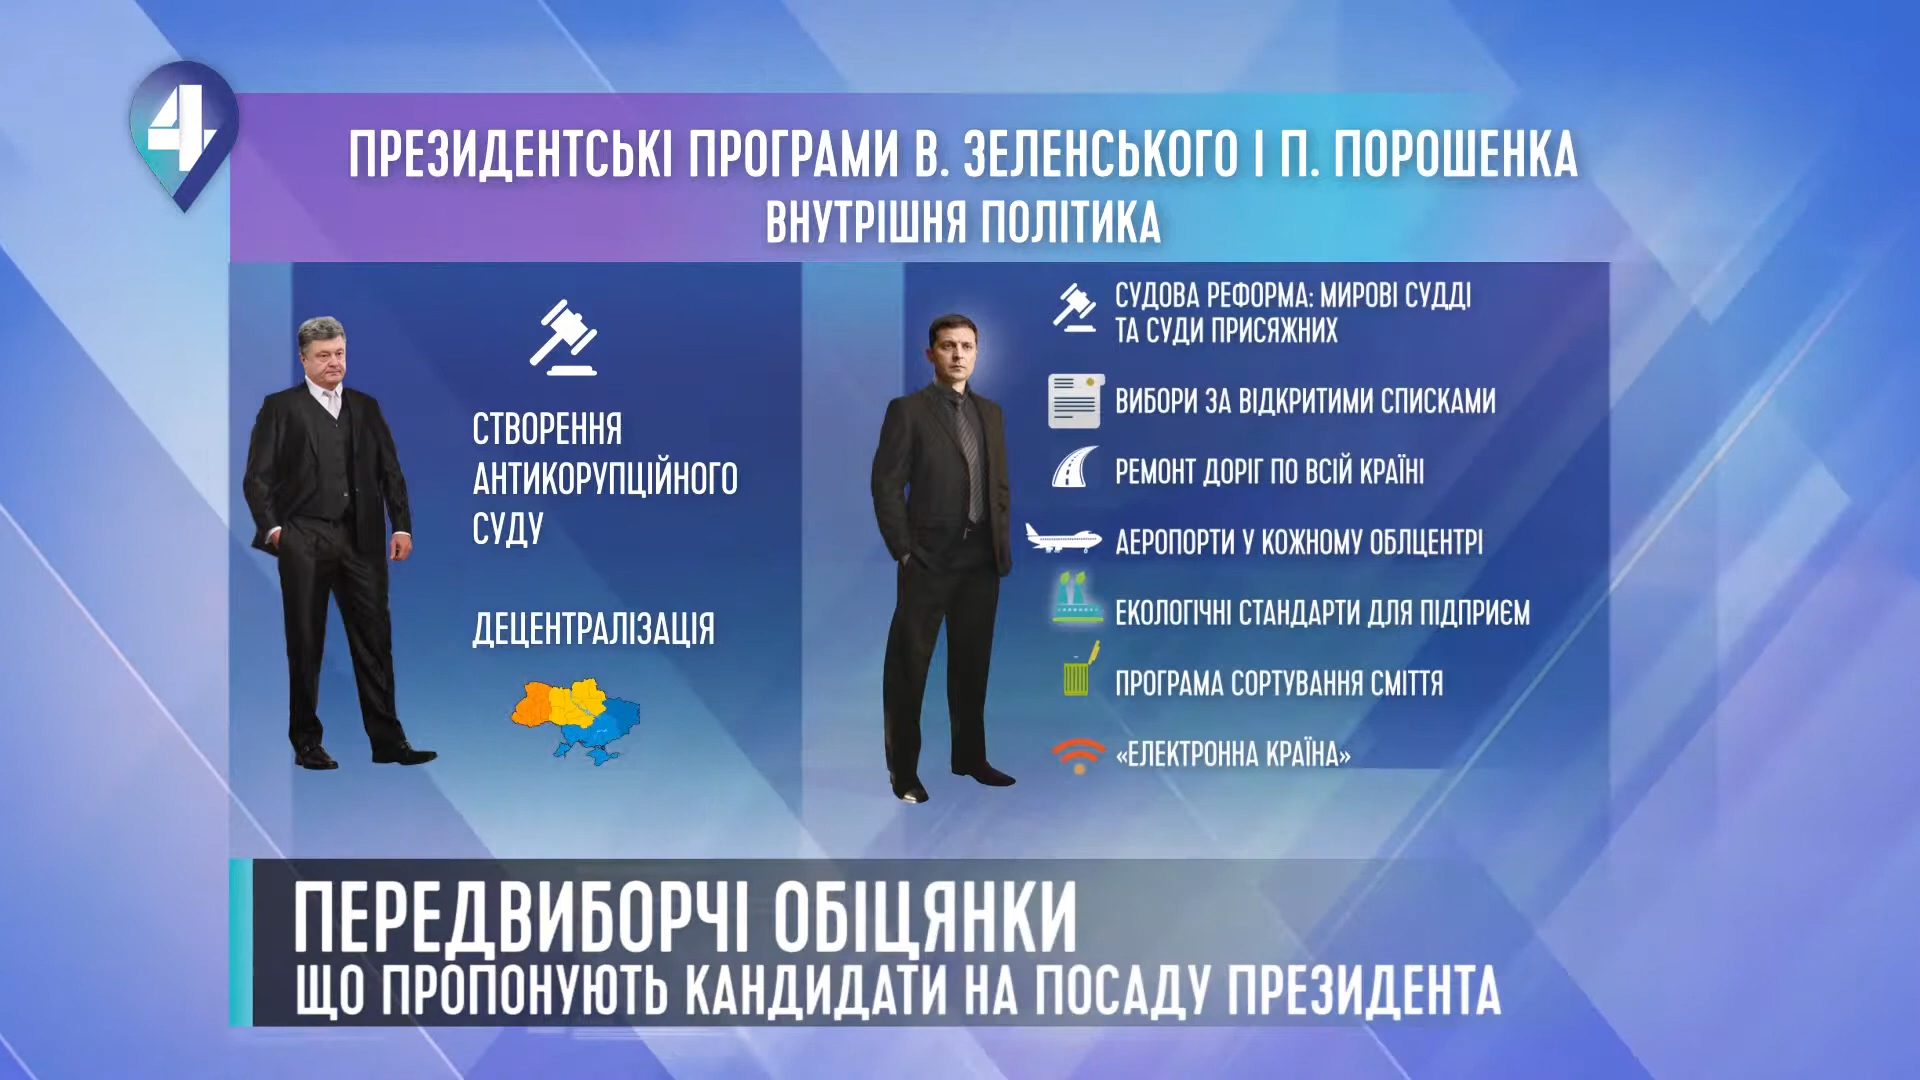 4
ПРЕЗИДЕНТСЬКІ ПРОГРАМИ В. ЗЕЛЕНСЬКОГО І П. ПОРОШЕНКА
ВНУТРІШНЯ ПОЛІТИКА
СТВОРЕННЯ
АНТИКОРУПЦІЙНОГО
СУДУ
ДЕЦЕНТРАЛІЗАЦІЯ
СУДОВА РЕФОРМА: МИРОВІ СУДДІ
ТА СУДИ ПРИСЯЖНИХ
ВИБОРИ ЗА ВІДКРИТИМИ СПИСКАМИ
РЕМОНТ ДОРІГ ПО ВСІЙ КРАЇНІ
АЕРОПОРТИ У КОЖНОМУ ОБЛЦЕНТРІ
ЕКОЛОГІЧНІ СТАНДАРТИ ДЛЯ ПІДПРИЄМ
ПРОГРАМА СОРТУВАННЯ СМІТТЯ
«ЕЛЕКТРОННА КРАЇНА»
ПЕРЕДВИБОРЧІ ОБІЦЯНКИ
ЩО ПРОПОНУЮТЬ КАНДИДАТИ НА ПОСАДУ ПРЕЗИДЕНТА